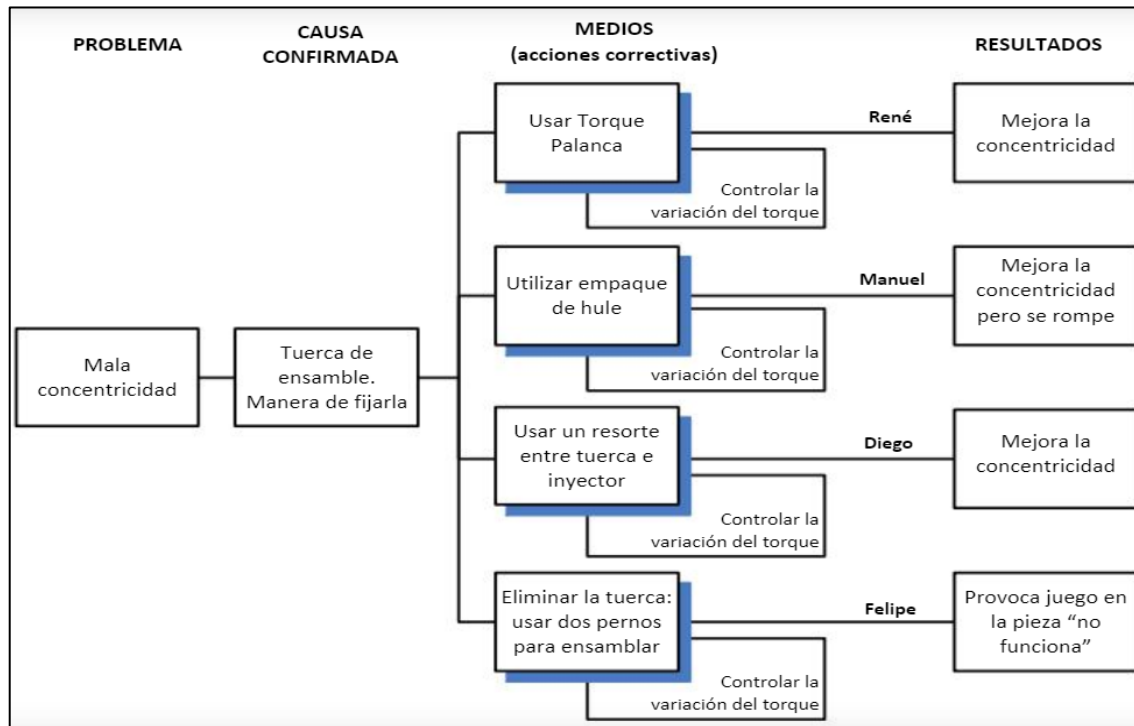 PROBLEMA
CAUSA
CONFIRMADA
MEDIOS
(acciones correctivas)
RESULTADOS
Usar Torque
Palanca
Controlar la
variación del torque
René
Mejora la
concentricidad
Utilizar empaque
de hule
Controlar la
variación del torque
Manuel
Mejora la
concentricidad
pero se rompe
Mala
concentricidad
Tuerca de
ensamble.
Manera de fijarla
Usar un resorte
entre tuerca e
inyector
Controlar la
variación del torque
Diego
Mejora la
concentricidad
Eliminar la tuerca:
usar dos pernos
para ensamblar
Controlar la
variación del torque
Felipe
Provoca juego en
la pieza “no
funciona”